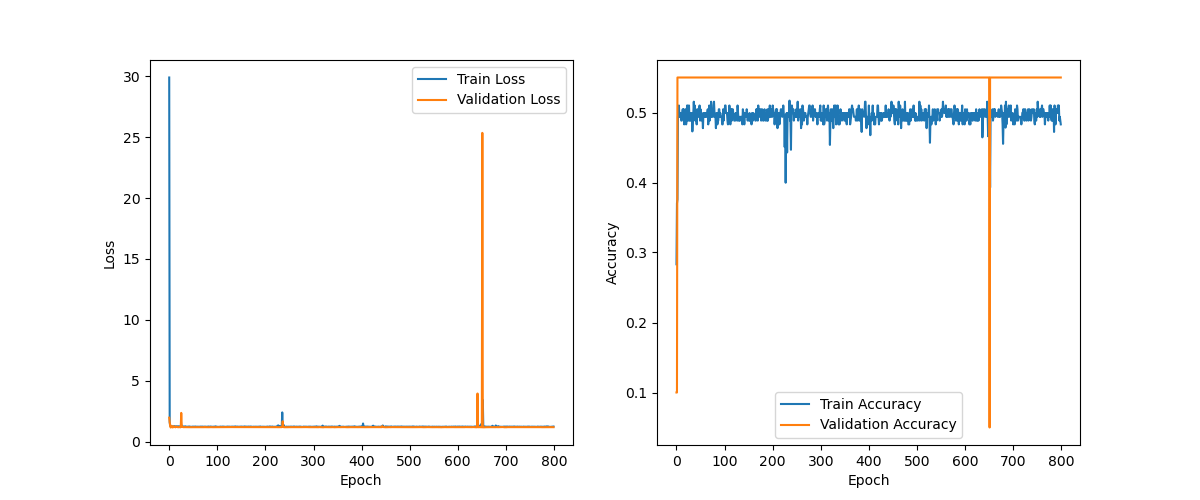 30
25
20
15
10
5
0
Loss
0 100 200 300 400 500 600 700 800
Epoch
Train Loss
Validation Loss
0.5
0.4
0.3
0.2
0.1
Accuracy
0 100 200 300 400 500 600 700 800
Epoch
Train Accuracy
Validation Accuracy